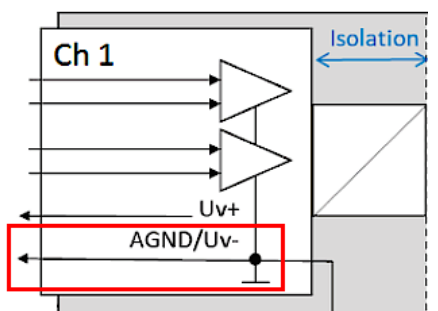 Isolation
Ch 1
Uv+
AGND/Uv-